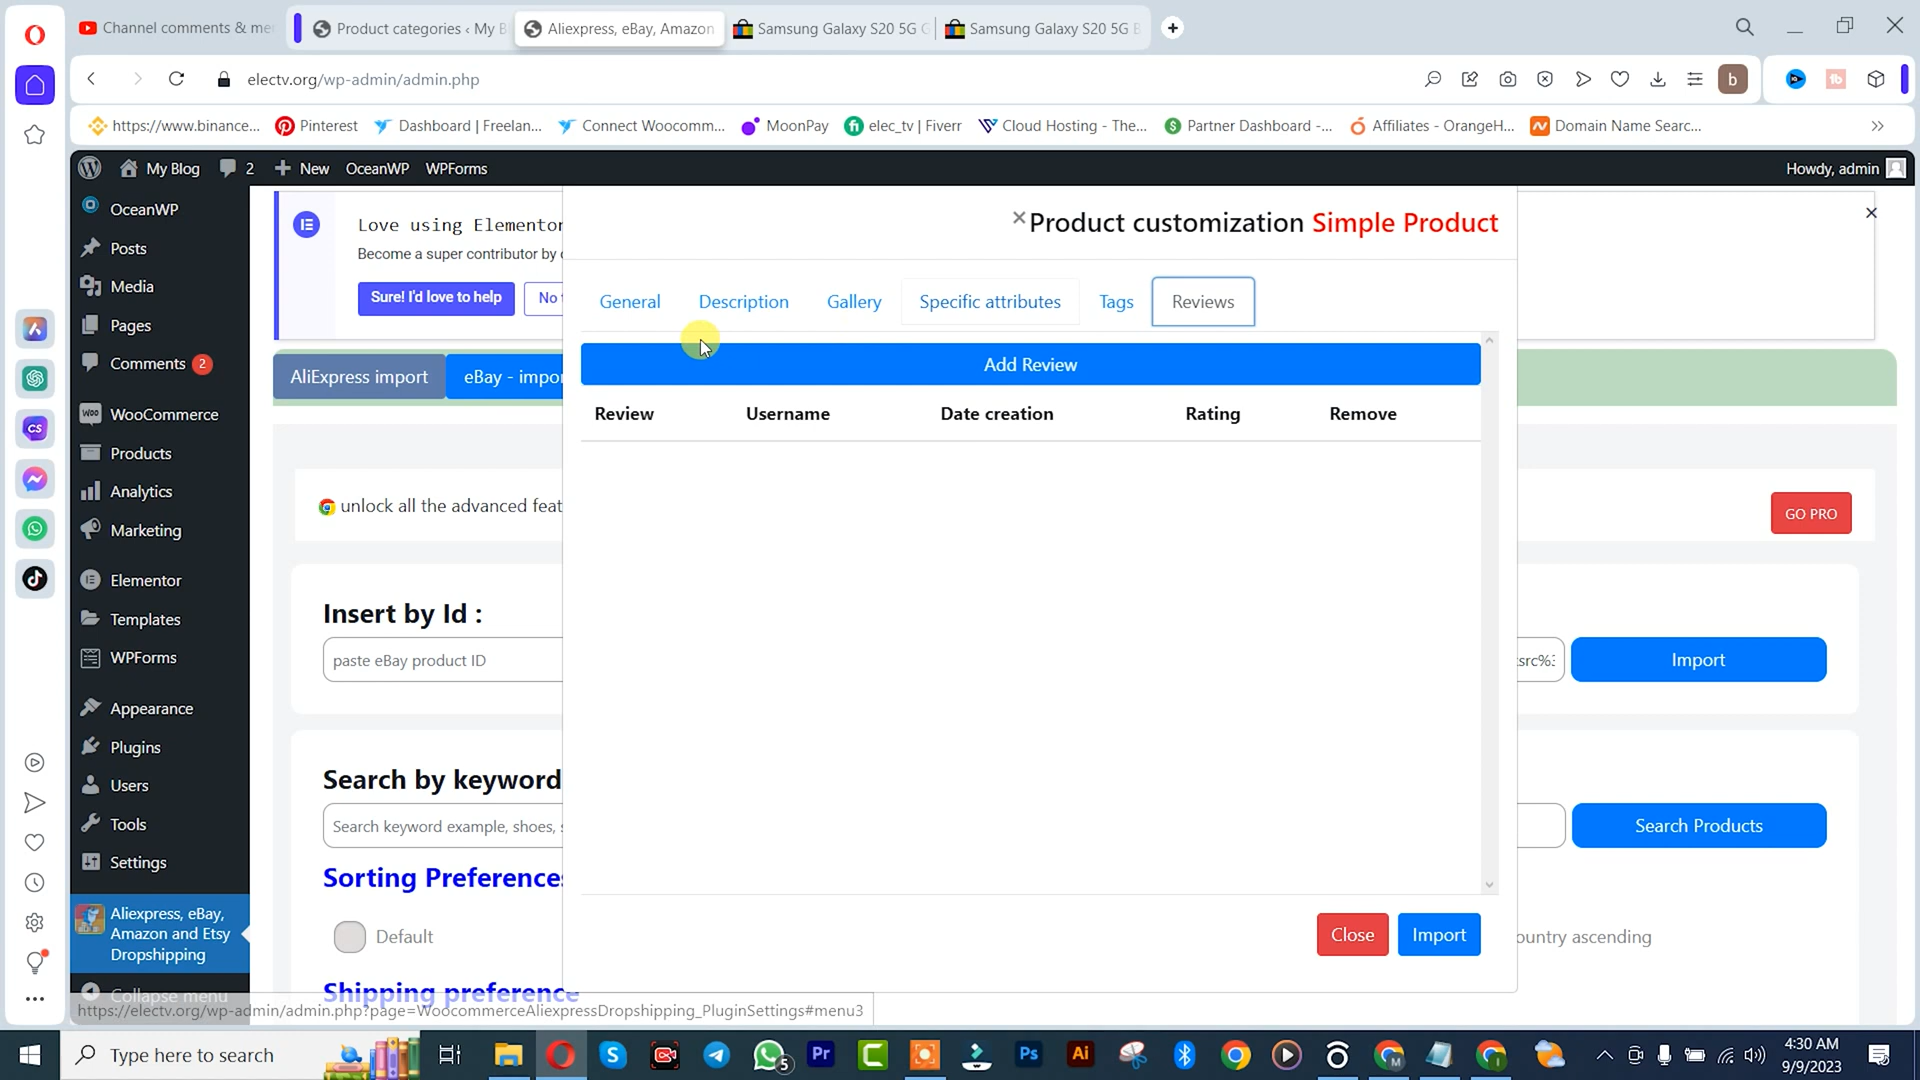 Channel comments & me
Product categories ‹ My B
Aliexpress, eBay, Amazon
Samsung Galaxy S20 5G G
Samsung Galaxy S20 5G B
electv.org/wp-admin/admin.php
b
https://www.binance...
Pinterest
Dashboard | Freelan...
Connect Woocomm...
MoonPay
elec_tv | Fiverr
Cloud Hosting - The...
Partner Dashboard -...
Affiliates - OrangeH...
Domain Name Searc...
My Blog
2
New
OceanWP
WPForms
Howdy, admin
OceanWP
Posts
Media
Pages
Comments 2
WooCommerce
Products
Analytics
Marketing
Elementor
Templates
WPForms
Appearance
Plugins
Users
Tools
Settings
Aliexpress, eBay,
Amazon and Etsy
Dropshipping
Collapse menu
Love using Elementor
Become a super contributor by
Sure! I'd love to help
No
AliExpress import
eBay - impor
unlock all the advanced feat
GO PRO
Insert by Id :
paste eBay product ID
Import
Search by keyword
Search keyword example, shoes,
Search Products
Sorting Preferences
Default
ountry ascending
Shipping preference
Product customization Simple Product
General
Description
Gallery
Specific attributes
Tags
Reviews
Add Review
Review
Username
Date creation
Rating
Remove
Close
Import
https://electv.org/wp-admin/admin.php?page=WoocommerceAliexpressDropshipping_PluginSettings#menu3
Type here to search
5
4:30 AM
9/9/2023